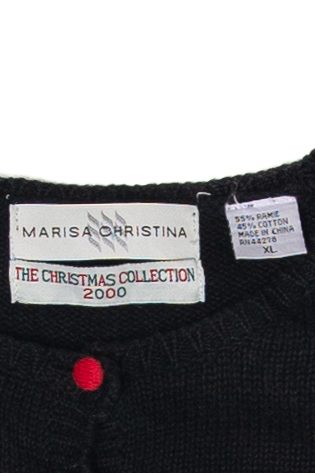 MARISA CHRISTINA
THE CHRISTMAS COLLECTION
2000
55% RAMIE
45% COTTON
MADE IN CHINA
RN44278
XL